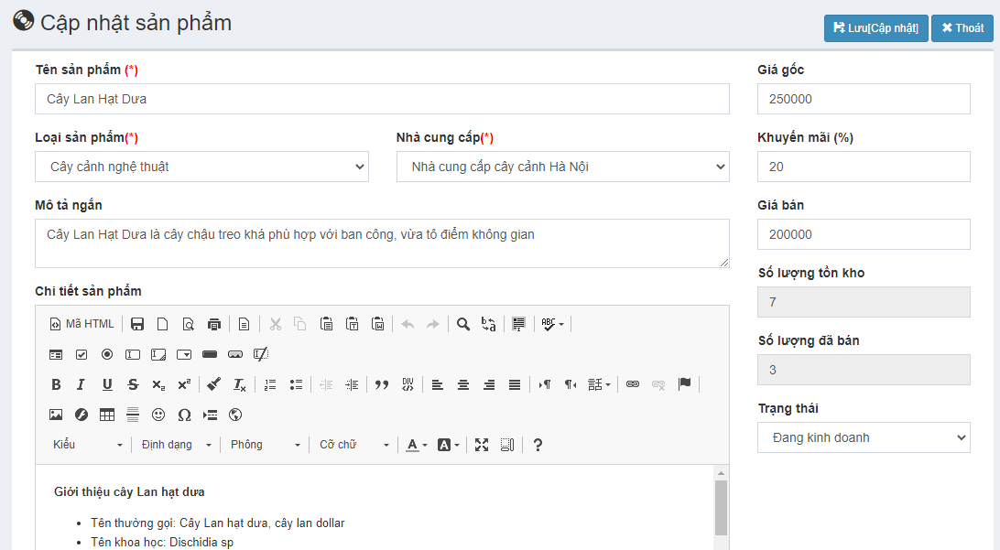 Cập nhật sản phẩm
Lưu[Cập nhật] Thoát
Tên sản phẩm (*)
Cây Lan Hạt Dưa
Loại sản phẩm(*) Nhà cung cấp(*)
Cây cảnh nghệ thuật Nhà cung cấp cây cảnh Hà Nội
Mô tả ngắn
Cây Lan Hạt Dưa là cây chậu treo khá phù hợp với ban công, vừa tô điểm không gian
Chi tiết sản phẩm
Mã HTML
Kiểu Định dạng Phông Cỡ chữ
Giới thiệu cây Lan hạt dưa
• Tên thường gọi: Cây Lan hạt dưa, cây lan dollar
• Tên khoa học: Dischidia sp
Giá gốc
250000
Khuyến mãi (%)
20
Giá bán
200000
Số lượng tồn kho
7
Số lượng đã bán
3
Trạng thái
Đang kinh doanh